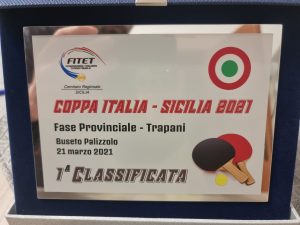 FITET
Comitato Regionale
SICILIA
COPPA ITALIA - SICILIA 2021
Fase Provinciale - Trapani
Buseto Palizzolo
21 marzo 2021
1ª CLASSIFICATA